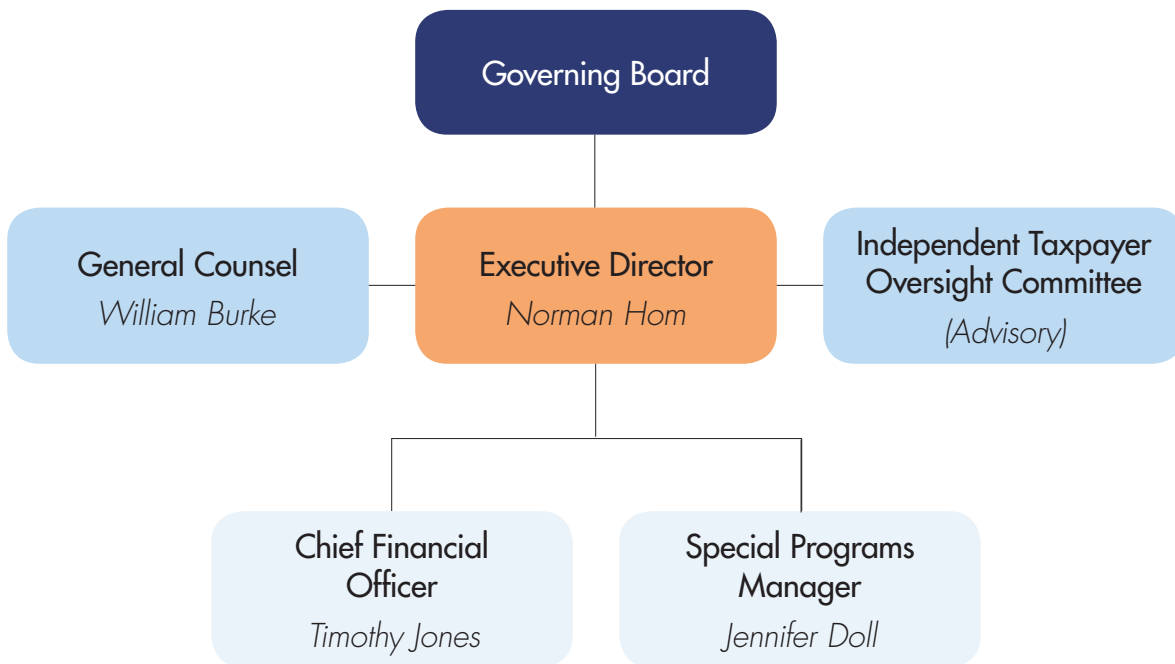 Governing Board
General Counsel
William Burke
Executive Director
Norman Hom
Independent Taxpayer
Oversight Committee
(Advisory)
Chief Financial
Officer
Timothy Jones
Special Programs
Manager
Jennifer Doll